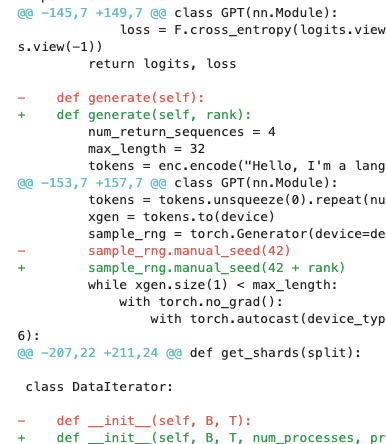 @@ -145,7 +149,7 @@ class GPT(nn.Module):
            loss = F.cross_entropy(logits.view
s.view(-1))
        return logits, loss

-    def generate(self):
+    def generate(self, rank):
         num_return_sequences = 4
         max_length = 32
         tokens = enc.encode("Hello, I'm a lang
@@ -153,7 +157,7 @@ class GPT(nn.Module):
         tokens = tokens.unsqueeze(0).repeat(nu
         xgen = tokens.to(device)
         sample_rng = torch.Generator(device=de
-        sample_rng.manual_seed(42)
+        sample_rng.manual_seed(42 + rank)
         while xgen.size(1) < max_length:
             with torch.no_grad():
                 with torch.autocast(device_typ
6):
@@ -207,22 +211,24 @@ def get_shards(split):

 class DataIterator:

-    def __init__(self, B, T):
+    def __init__(self, B, T, num_processes, pr